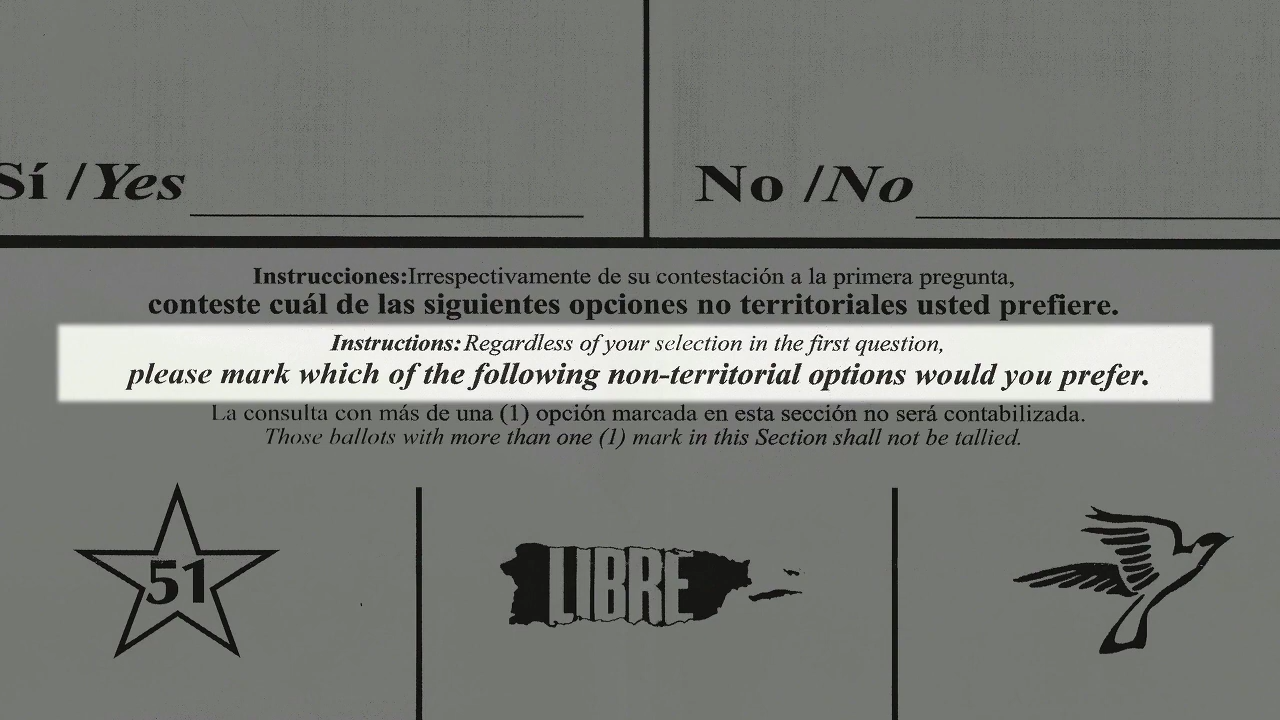 Sí / Yes
No / No
Instrucciones: Irrespectivamente de su contestación a la primera pregunta,
conteste cuál de las siguientes opciones no territoriales usted prefiere.
Instructions: Regardless of your selection in the first question,
please mark which of the following non-territorial options would you prefer.
La consulta con más de una (1) opción marcada en esta sección no será contabilizada.
Those ballots with more than one (1) mark in this Section shall not be tallied.
51
LIBRE